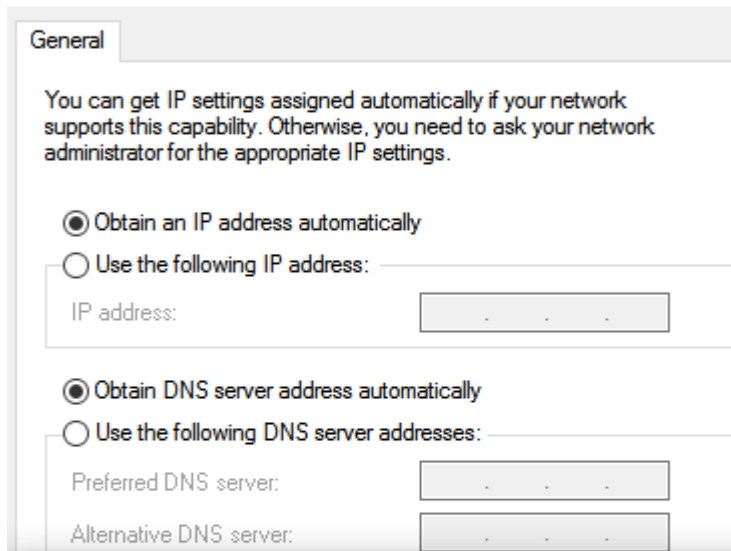 General
You can get IP settings assigned automatically if your network
supports this capability. Otherwise, you need to ask your network
administrator for the appropriate IP settings.
Obtain an IP address automatically
Use the following IP address:
IP address:
Obtain DNS server address automatically
Use the following DNS server addresses:
Preferred DNS server:
Alternative DNS server: